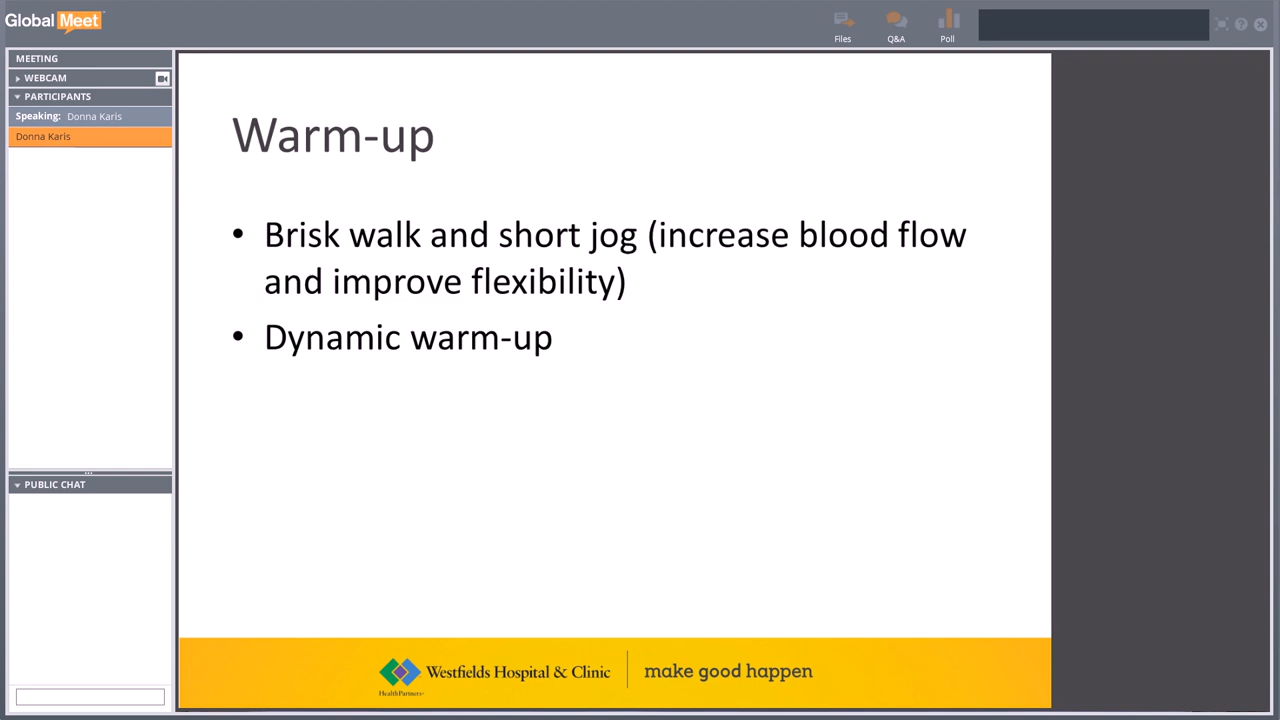 Global Meet
Files
Q&A
Poll
MEETING
WEBCAM
PARTICIPANTS
Speaking: Donna Karis
Donna Karis
PUBLIC CHAT
Warm-up
• Brisk walk and short jog (increase blood flow
and improve flexibility)
• Dynamic warm-up
Westfields Hospital & Clinic
HealthPartners
make good happen